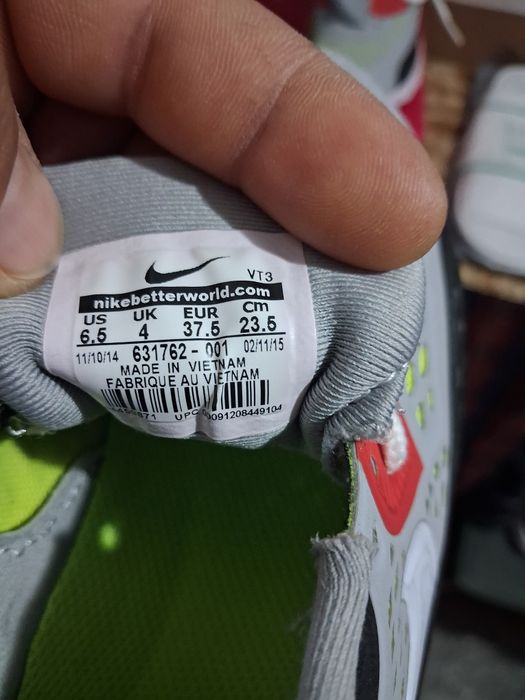 VT3
nikebetterworld.com
US UK EUR Cm
6.5 4 37.5 23.5
11/10/14 631762 - 001 02/11/15
MADE IN VIETNAM
FABRIQUE AU VIETNAM
UPC 00091208449104